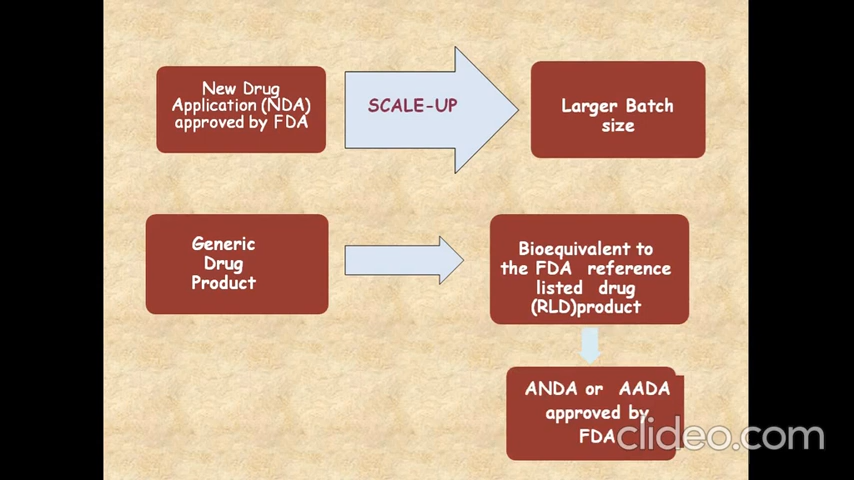 New Drug
Application (NDA)
approved by FDA
SCALE-UP
Larger Batch
size
Generic
Drug
Product
Bioequivalent to
the FDA reference
listed drug
(RLD)product
ANDA or AADA
approved by
FDA
clideo.com